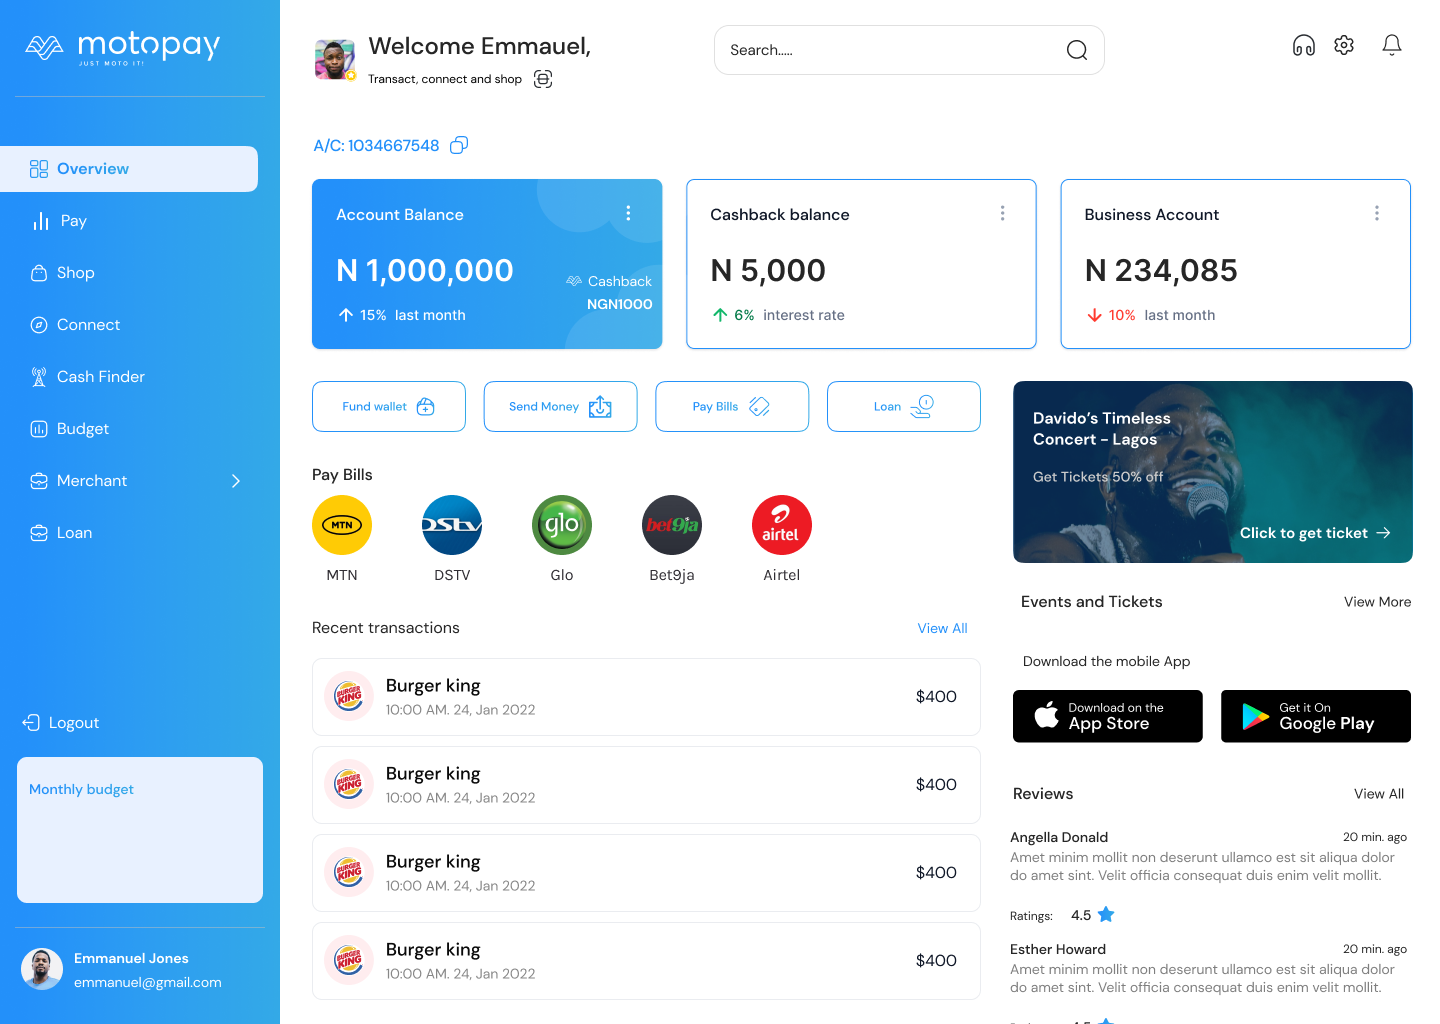 motopay
JUST MOTO IT!
Overview
Pay
Shop
Connect
Cash Finder
Budget
Merchant
Loan
Logout
Monthly budget
Emmanuel Jones
emmanuel@gmail.com
Welcome Emmauel,
Transact, connect and shop
Search.....
A/C: 1034667548
Account Balance
N 1,000,000
15% last month
Cashback
NGN1000
Cashback balance
N 5,000
6% interest rate
Business Account
N 234,085
10% last month
Fund wallet
Send Money
Pay Bills
Loan
Pay Bills
MTN
DStv
glo
bet9ja
airtel
MTN
DSTV
Glo
Bet9ja
Airtel
Recent transactions
View All
BURGER KING
Burger king
10:00 AM. 24, Jan 2022
$400
BURGER KING
Burger king
10:00 AM. 24, Jan 2022
$400
BURGER KING
Burger king
10:00 AM. 24, Jan 2022
$400
BURGER KING
Burger king
10:00 AM. 24, Jan 2022
$400
Davido's Timeless
Concert - Lagos
Get Tickets 50% off
Click to get ticket
Events and Tickets
View More
Download the mobile App
Download on the
App Store
Get it On
Google Play
Reviews
View All
Angella Donald
20 min. ago
Amet minim mollit non deserunt ullamco est sit aliqua dolor
do amet sint. Velit officia consequat duis enim velit mollit.
Ratings: 4.5
Esther Howard
20 min. ago
Amet minim mollit non deserunt ullamco est sit aliqua dolor
do amet sint. Velit officia consequat duis enim velit mollit.